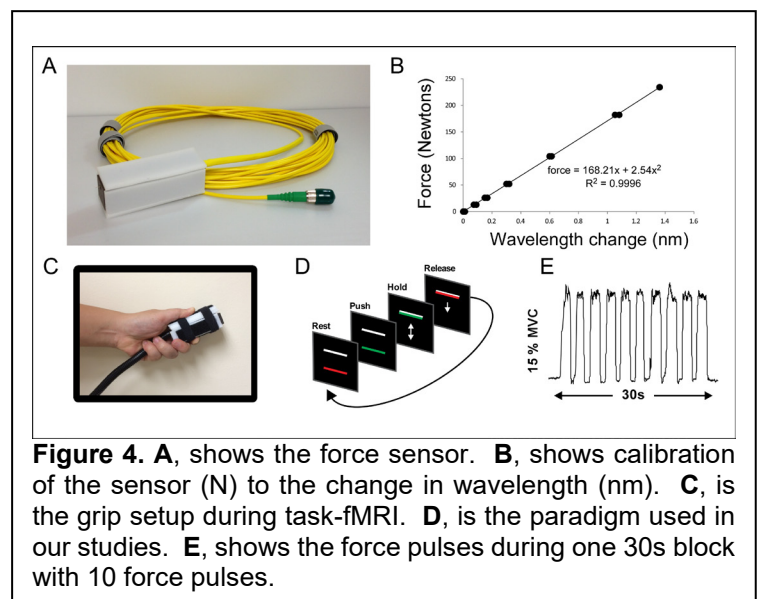 A
B
250
200
150
100
50
0
Force (Newtons)
force = 168.21x + 2.54x²
R² = 0.9996
0 0.2 0.4 0.6 0.8 1 1.2 1.4 1.6
Wavelength change (nm)
C
D
Rest
Push
Hold
Release
E
15 % MVC
30s
Figure 4. A, shows the force sensor. B, shows calibration
of the sensor (N) to the change in wavelength (nm). C, is
the grip setup during task-fMRI. D, is the paradigm used in
our studies. E, shows the force pulses during one 30s block
with 10 force pulses.